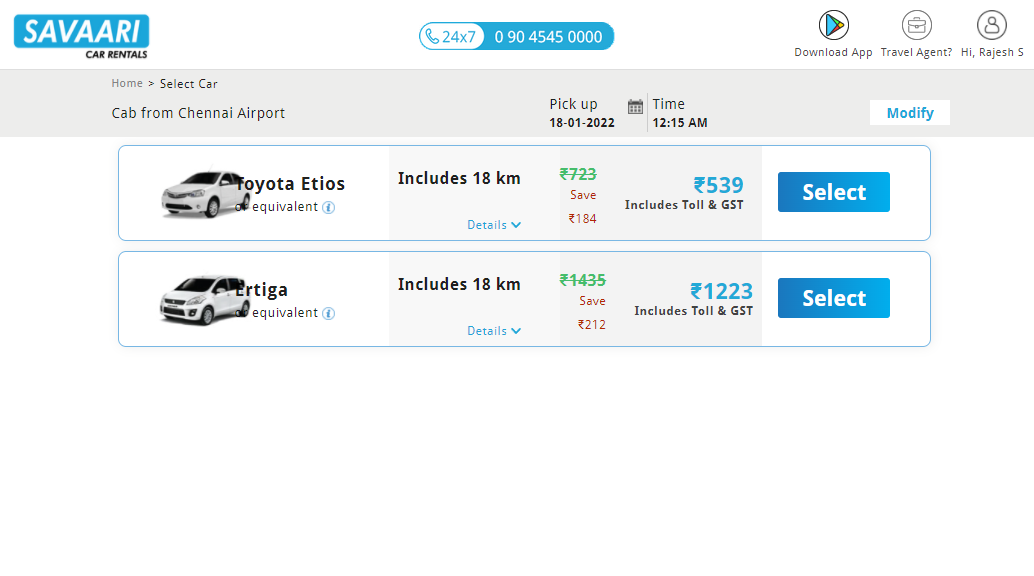 SAVAARI
CAR RENTALS
24x7 0 90 4545 0000
Download App
Travel Agent?
Hi, Rajesh S
Home > Select Car
Cab from Chennai Airport
Pick up
18-01-2022
Time
12:15 AM
Modify
Toyota Etios
or equivalent i
Includes 18 km
Details
₹723
Save
₹184
₹539
Includes Toll & GST
Select
Ertiga
or equivalent i
Includes 18 km
Details
₹1435
Save
₹212
₹1223
Includes Toll & GST
Select